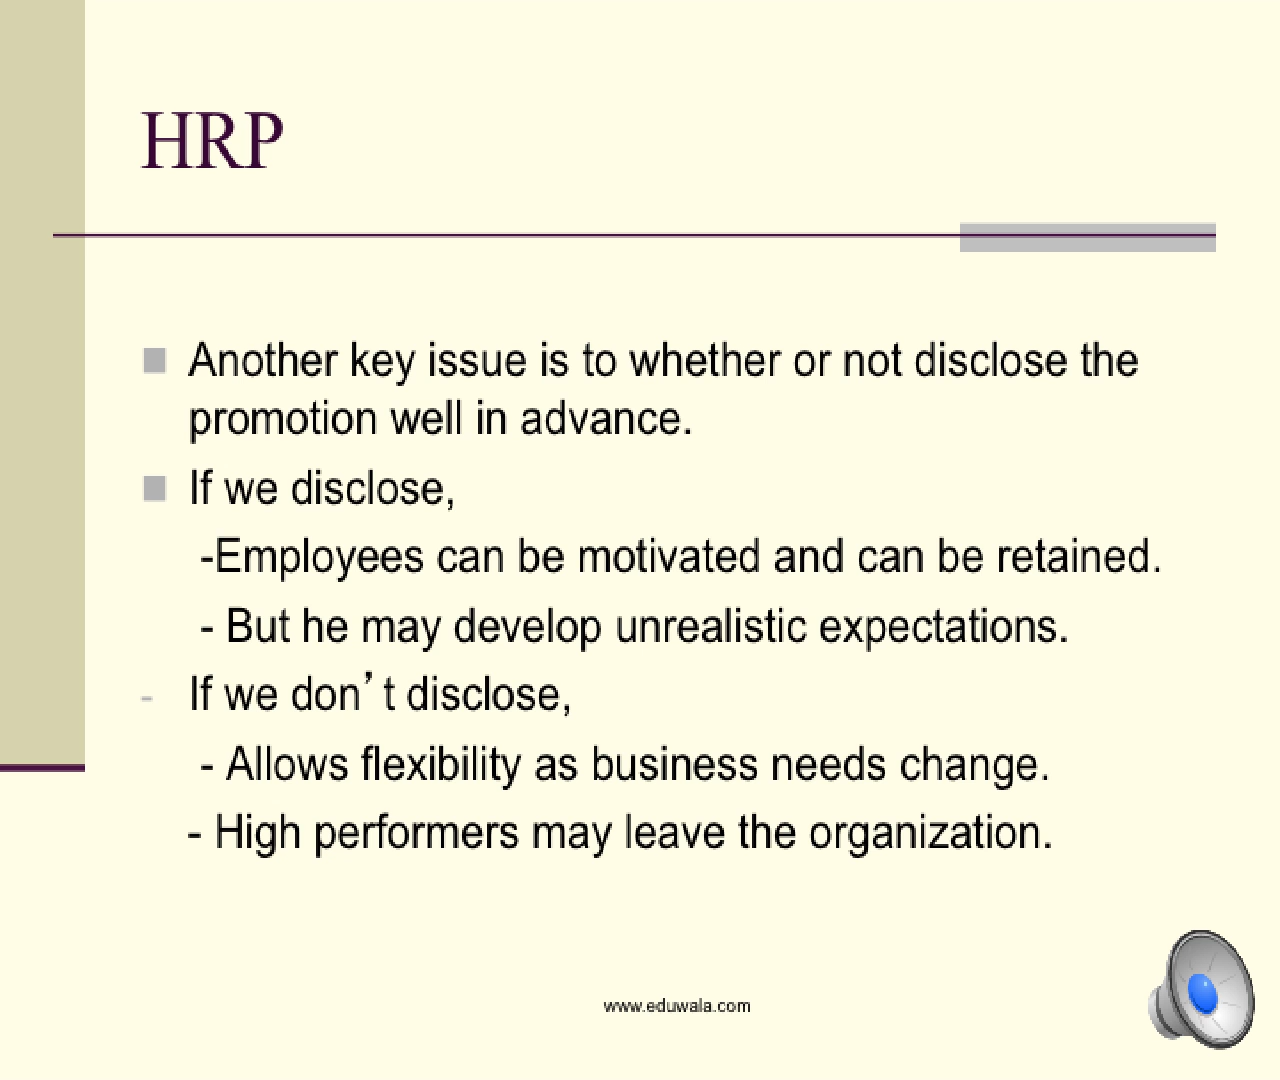 HRP
Another key issue is to whether or not disclose the
promotion well in advance.
If we disclose,
-Employees can be motivated and can be retained.
- But he may develop unrealistic expectations.
- If we don’t disclose,
- Allows flexibility as business needs change.
- High performers may leave the organization.
www.eduwala.com